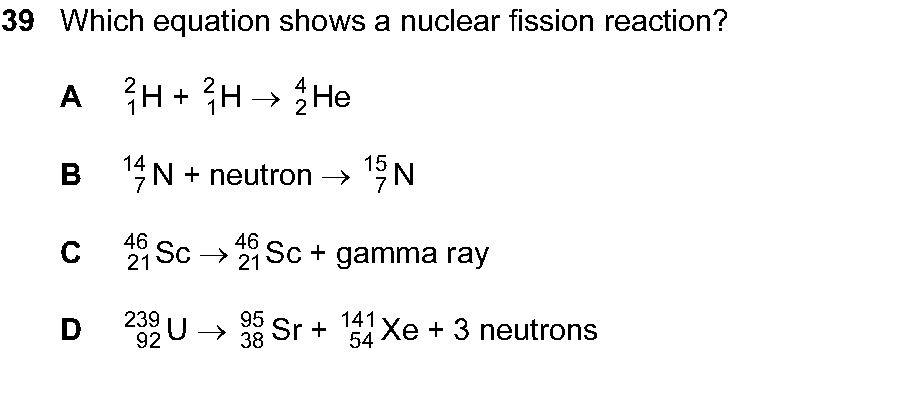 39 Which equation shows a nuclear fission reaction?
A ²₁H + ²₁H → ⁴₂He
B ¹⁴₇N + neutron → ¹⁵₇N
C ⁴⁶₂₁Sc → ⁴⁶₂₁Sc + gamma ray
D ²³⁹₉₂U → ⁹⁵₃₈Sr + ¹⁴¹₅₄Xe + 3 neutrons